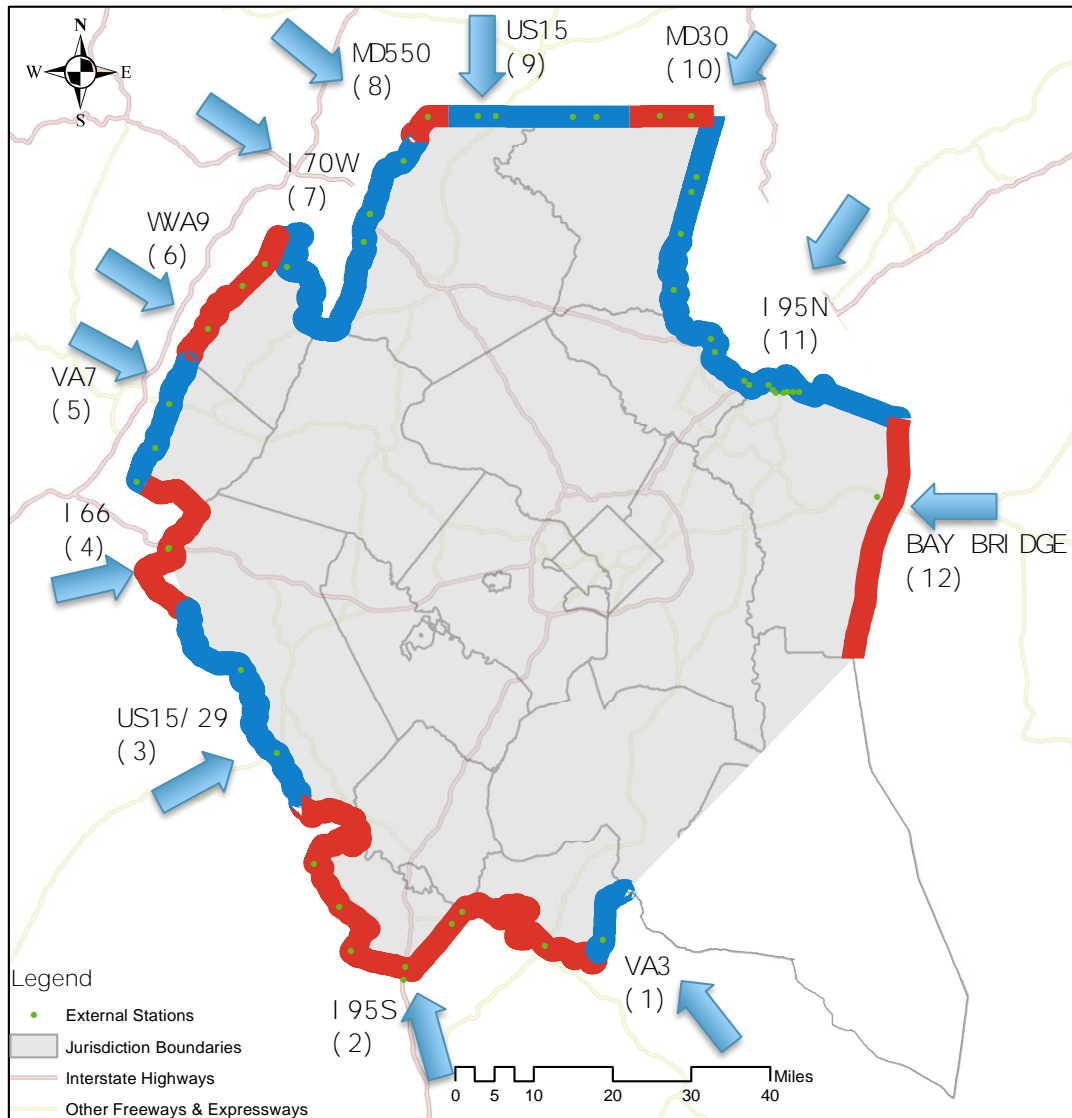 N
W E
S
US15
(9)
MD550
(8)
MD30
(10)
I 70W
(7)
WVA9
(6)
VA7
(5)
I 95N
(11)
I 66
(4)
BAY BRIDGE
(12)
US15/29
(3)
VA3
(1)
I 95S
(2)
Legend
External Stations
Jurisdiction Boundaries
Interstate Highways
Other Freeways & Expressways
Miles
0 5 10 20 30 40